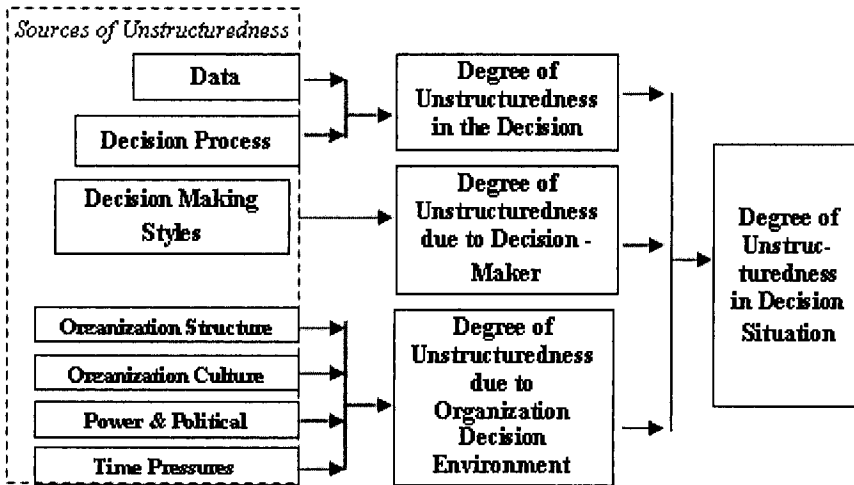 Sources of Unstructuredness
Data
Decision Process
Decision Making
Styles
Organization Structure
Organization Culture
Power & Political
Time Pressures
Degree of
Unstructuredness
in the Decision
Degree of
Unstructuredness
due to Decision -
Maker
Degree of
Unstructuredness
due to
Organization
Decision
Environment
Degree of
Unstruc-
turedness
in Decision
Situation